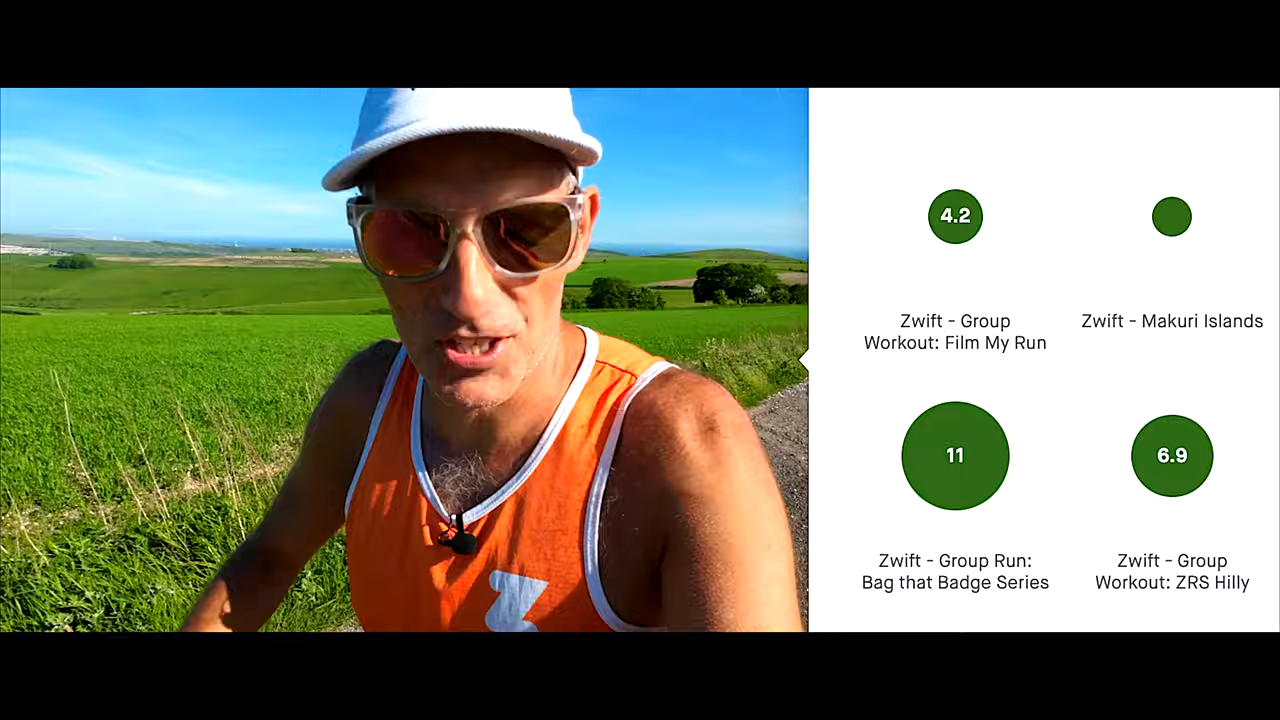 4.2
Zwift - Group
Workout: Film My Run
Zwift - Makuri Islands
11
Zwift - Group Run:
Bag that Badge Series
6.9
Zwift - Group
Workout: ZRS Hilly